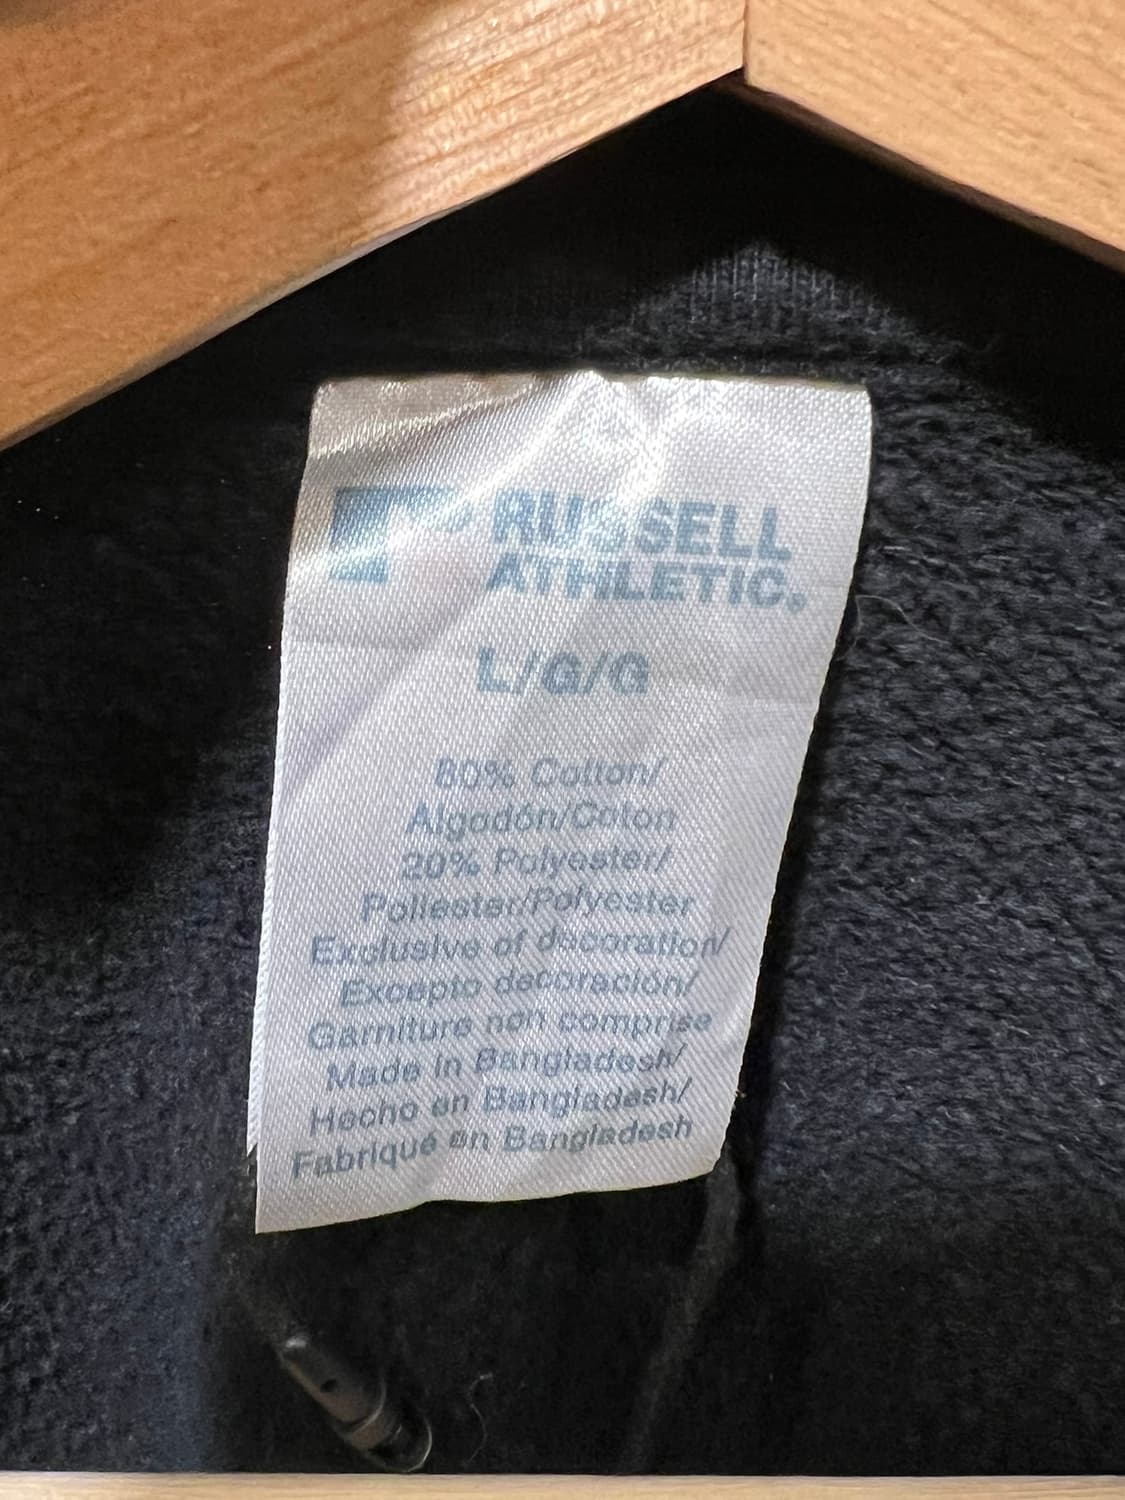 RUSSELL
ATHLETIC®
L/G/G
80% Cotton/
Algodón/Coton
20% Polyester/
Poliester/Polyester
Exclusive of decoration/
Excepto decoración/
Garniture non comprise
Made in Bangladesh/
Hecho en Bangladesh/
Fabriqué en Bangladesh